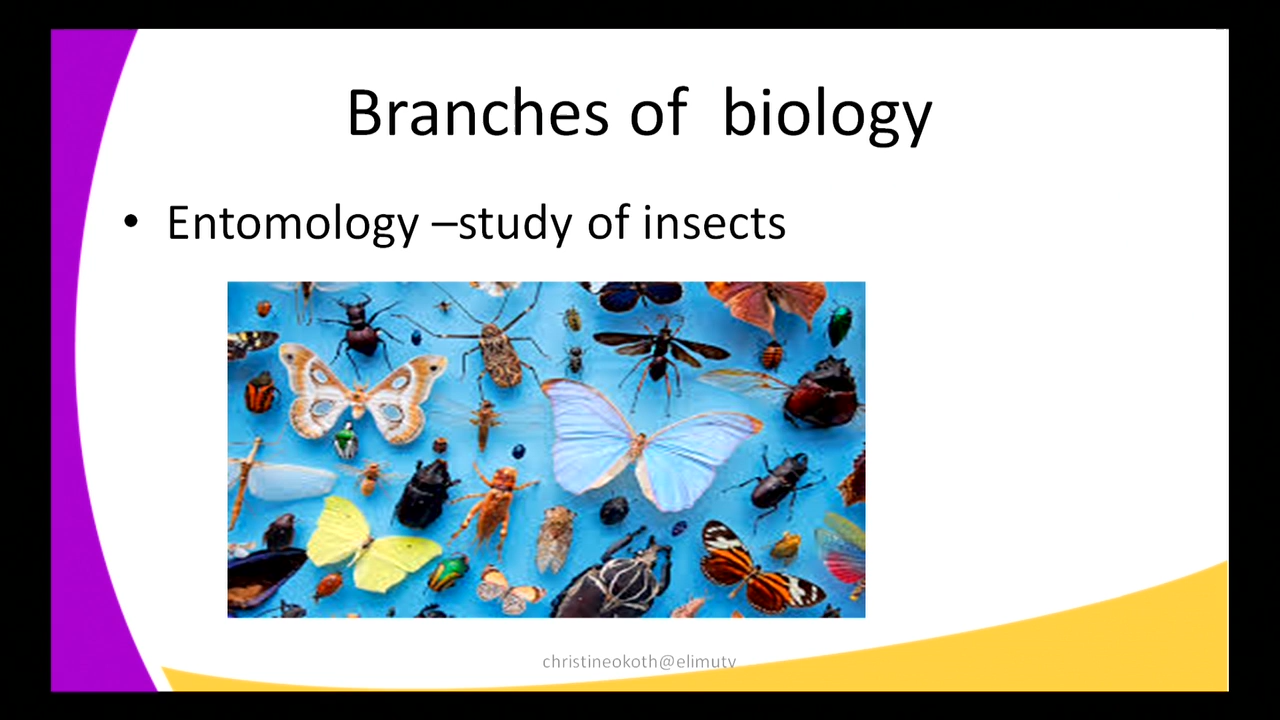 Branches of  biology
• Entomology –study of insects
christineokoth@elimutv